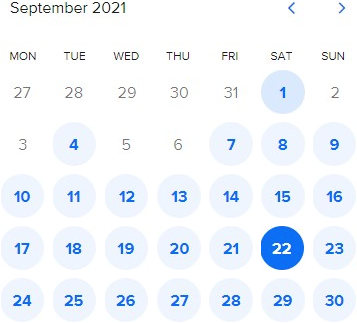 September 2021
MON TUE WED THU FRI SAT SUN
27 28 29 30 31 1 2
3 4 5 6 7 8 9
10 11 12 13 14 15 16
17 18 19 20 21 22 23
24 25 26 27 28 29 30